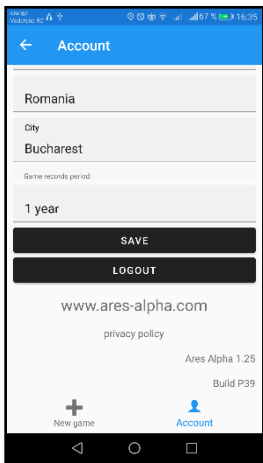 orange
Vodafone RO
67 % 16:35
Account
Romania
City
Bucharest
Game records period
1 year
SAVE
LOGOUT
www.ares-alpha.com
privacy policy
Ares Alpha 1.25
Build P39
New game
Account